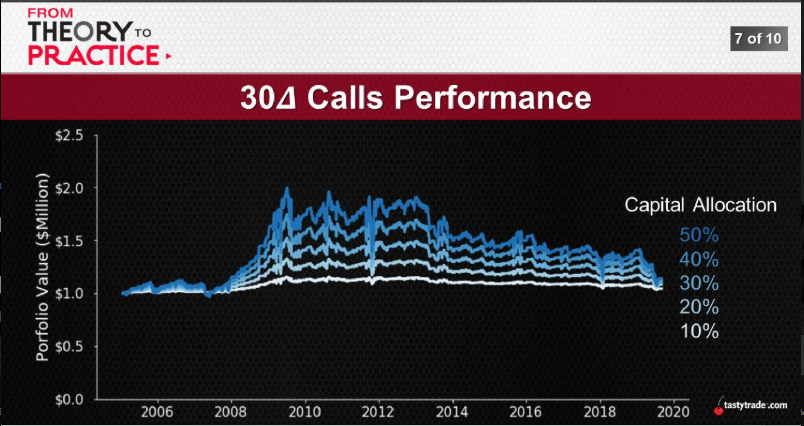 FROM
THEORY TO
PRACTICE
7 of 10
30Δ Calls Performance
Porfolio Value ($Million)
$2.5
$2.0
$1.5
$1.0
$0.5
$0.0
2006 2008 2010 2012 2014 2016 2018 2020
Capital Allocation
50%
40%
30%
20%
10%
tastytrade.com